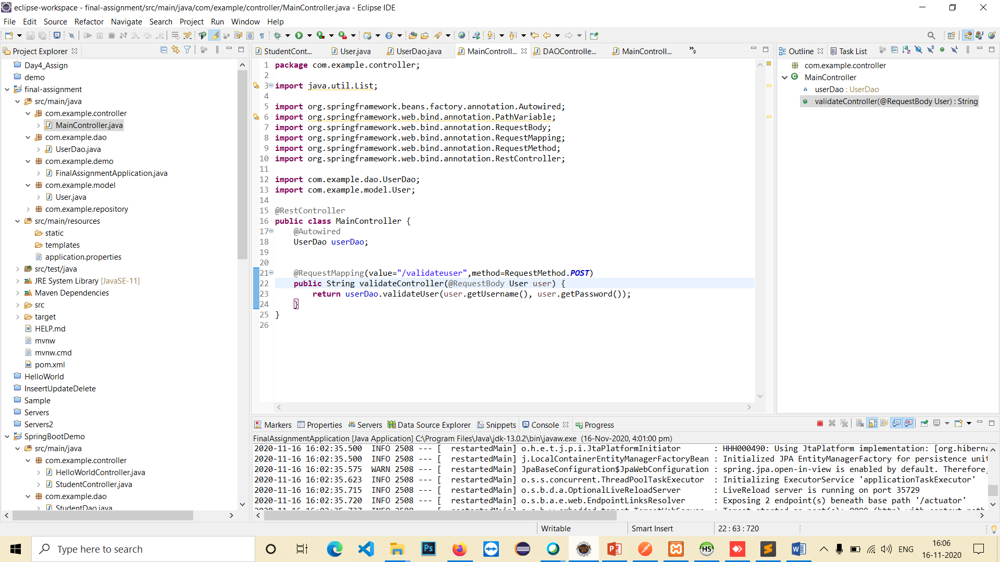 eclipse-workspace - final-assignment/src/main/java/com/example/controller/MainController.java - Eclipse IDE
File Edit Source Refactor Navigate Search Project Run Window Help
Project Explorer
Day4_Assign
demo
final-assignment
src/main/java
com.example.controller
MainController.java
com.example.dao
UserDao.java
com.example.demo
FinalAssignmentApplication.java
com.example.model
User.java
com.example.repository
src/main/resources
static
templates
application.properties
src/test/java
JRE System Library [JavaSE-11]
Maven Dependencies
src
target
HELP.md
mvnw
mvnw.cmd
pom.xml
HelloWorld
InseertUpdateDelete
Sample
Servers
Servers2
SpringBootDemo
src/main/java
com.example.controller
HelloWorldController.java
StudentController.java
com.example.dao
StudentDao.java
StudentCont... User.java UserDao.java MainControll... DAOControlle... MainControll... »9
1 package com.example.controller;
2
3 import java.util.List;
4
5 import org.springframework.beans.factory.annotation.Autowired;
6 import org.springframework.web.bind.annotation.PathVariable;
7 import org.springframework.web.bind.annotation.RequestBody;
8 import org.springframework.web.bind.annotation.RequestMapping;
9 import org.springframework.web.bind.annotation.RequestMethod;
10 import org.springframework.web.bind.annotation.RestController;
11
12 import com.example.dao.UserDao;
13 import com.example.model.User;
14
15 @RestController
16 public class MainController {
17 @Autowired
18 UserDao userDao;
19
20
21 @RequestMapping(value="/validateuser",method=RequestMethod.POST)
22 public String validateController(@RequestBody User user) {
23 return userDao.validateUser(user.getUsername(), user.getPassword());
24 }
25 }
26
Outline Task List
com.example.controller
MainController
userDao : UserDao
validateController(@RequestBody User) : String
Markers Properties Servers Data Source Explorer Snippets Console Progress
FinalAssignmentApplication [Java Application] C:\Program Files\Java\jdk-13.0.2\bin\javaw.exe (16-Nov-2020, 4:01:00 pm)
2020-11-16 16:02:35.500 INFO 2508 --- [ restartedMain] o.h.e.t.j.p.i.JtaPlatformInitiator : HHH000490: Using JtaPlatform implementation: [org.hiberna
2020-11-16 16:02:35.500 INFO 2508 --- [ restartedMain] j.LocalContainerEntityManagerFactoryBean : Initialized JPA EntityManagerFactory for persistence unit
2020-11-16 16:02:35.575 WARN 2508 --- [ restartedMain] JpaBaseConfiguration$JpaWebConfiguration : spring.jpa.open-in-view is enabled by default. Therefore,
2020-11-16 16:02:35.623 INFO 2508 --- [ restartedMain] o.s.s.concurrent.ThreadPoolTaskExecutor : Initializing ExecutorService 'applicationTaskExecutor'
2020-11-16 16:02:35.715 INFO 2508 --- [ restartedMain] o.s.b.d.a.OptionalLiveReloadServer : LiveReload server is running on port 35729
2020-11-16 16:02:35.720 INFO 2508 --- [ restartedMain] o.s.b.a.e.web.EndpointLinksResolver : Exposing 2 endpoint(s) beneath base path '/actuator'
Writable Smart Insert 22 : 63 : 720
Type here to search
ENG
16:06
16-11-2020